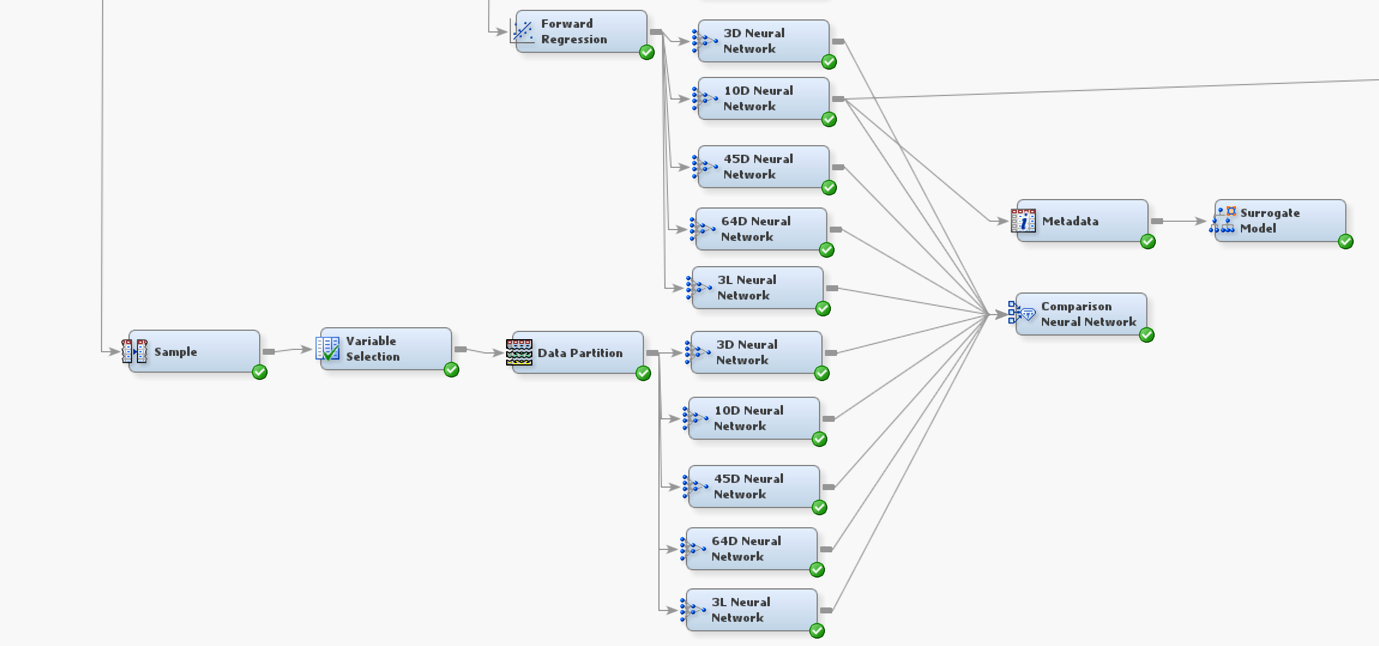 Forward
Regression
3D Neural
Network
10D Neural
Network
45D Neural
Network
64D Neural
Network
3L Neural
Network
Metadata
Surrogate
Model
Comparison
Neural Network
Sample
Variable
Selection
Data Partition
3D Neural
Network
10D Neural
Network
45D Neural
Network
64D Neural
Network
3L Neural
Network